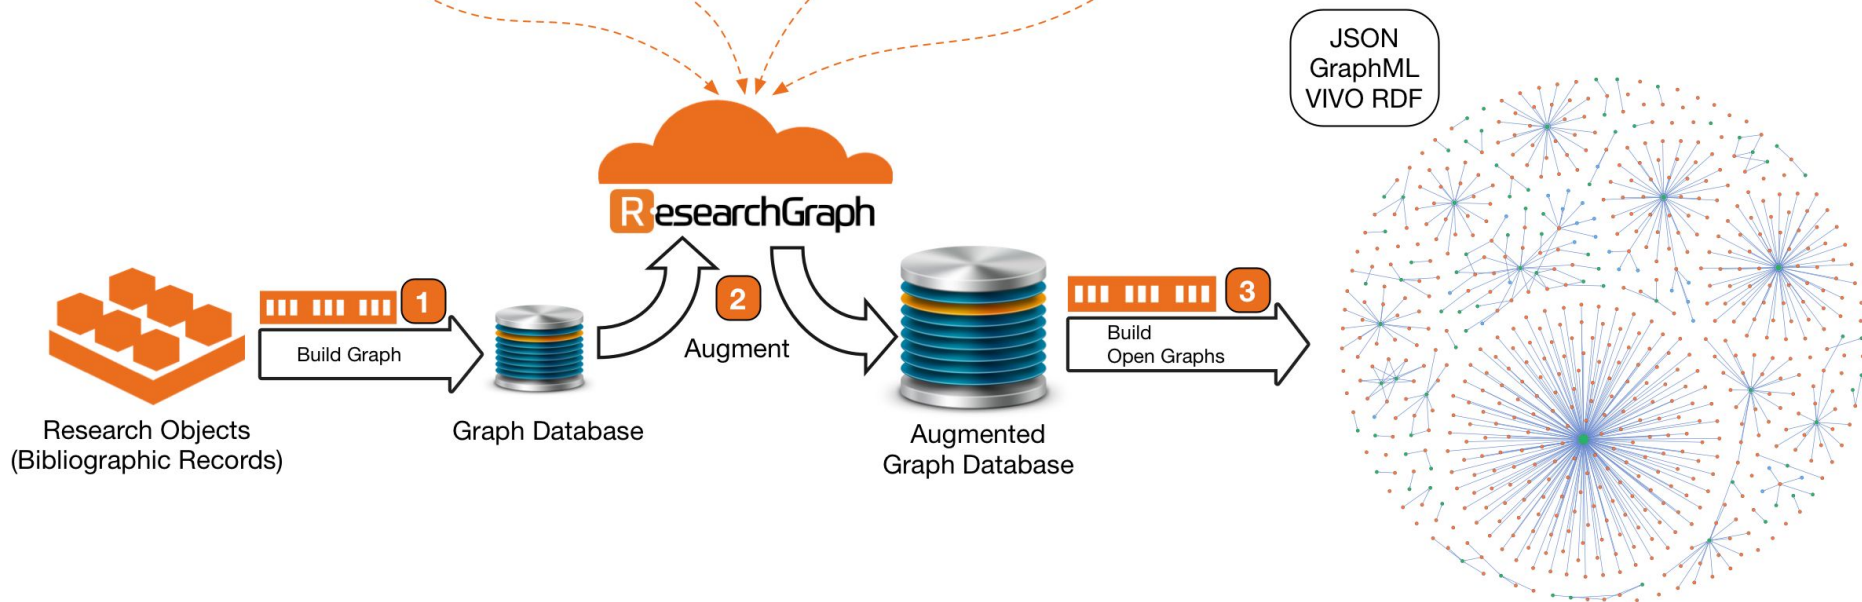 JSON
GraphML
VIVO RDF
ResearchGraph
1
Build Graph
2
Augment
3
Build
Open Graphs
Research Objects
(Bibliographic Records)
Graph Database
Augmented
Graph Database